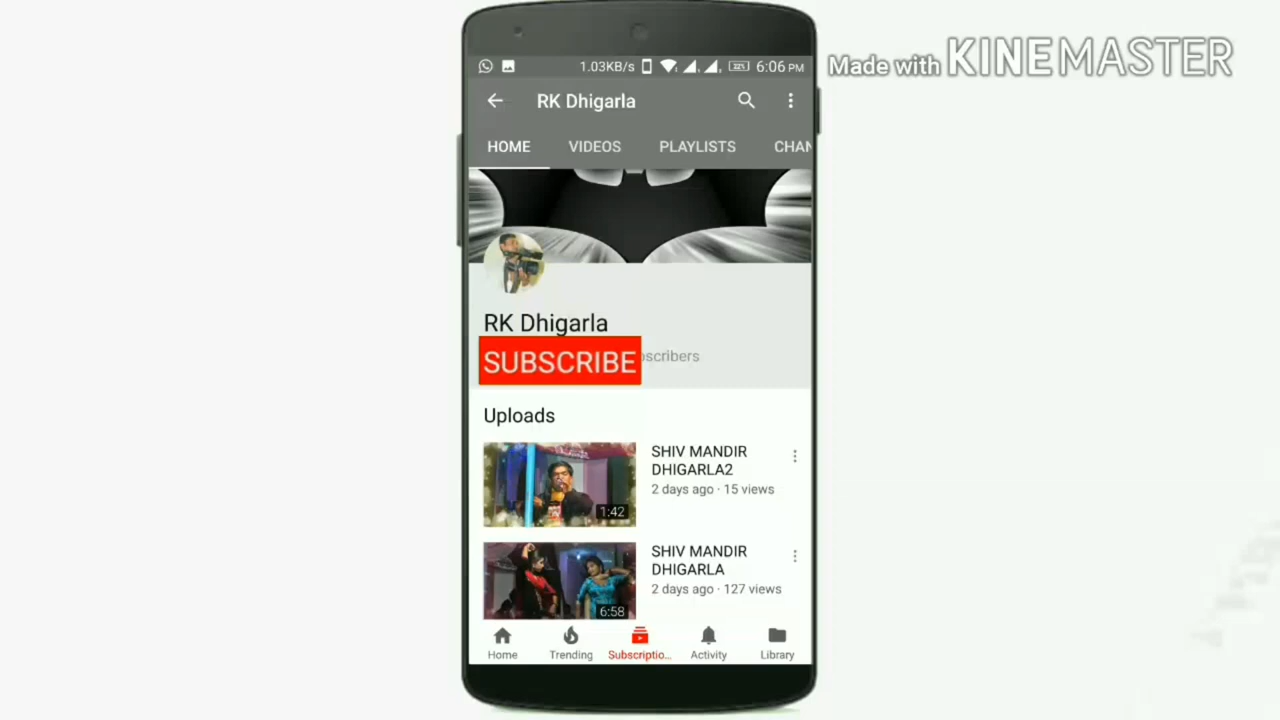 Made with KINEMASTER
1.03KB/s 32% 6:06 PM
RK Dhigarla
HOME VIDEOS PLAYLISTS CHAN
RK Dhigarla
SUBSCRIBE bscribers
Uploads
SHIV MANDIR
DHIGARLA2
2 days ago · 15 views
1:42
SHIV MANDIR
DHIGARLA
2 days ago · 127 views
6:58
Home Trending Subscriptio... Activity Library